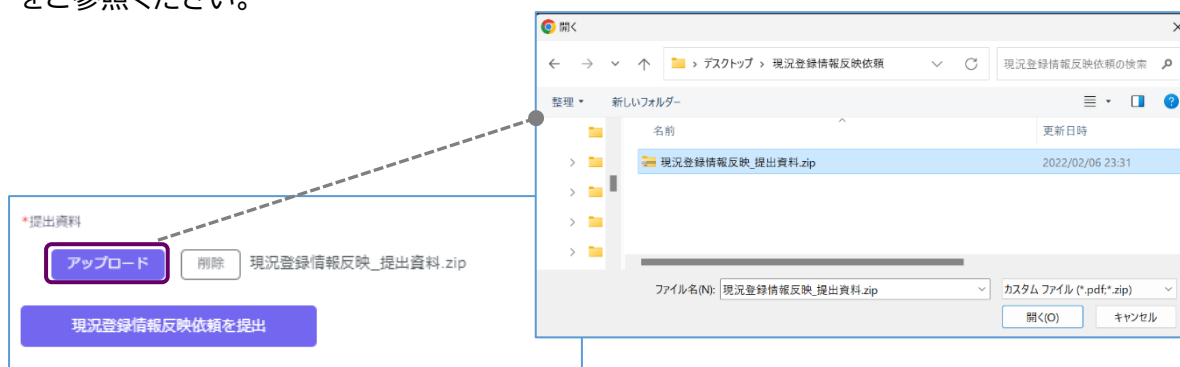 をご参照ください。
開く
デスクトップ > 現況登録情報反映依頼
現況登録情報反映依頼の検索
整理
新しいフォルダー
名前
更新日時
現況登録情報反映_提出資料.zip
2022/02/06 23:31
ファイル名(N): 現況登録情報反映_提出資料.zip
カスタム ファイル (*.pdf;*.zip)
開く(O)
キャンセル
*提出資料
アップロード
削除
現況登録情報反映_提出資料.zip
現況登録情報反映依頼を提出